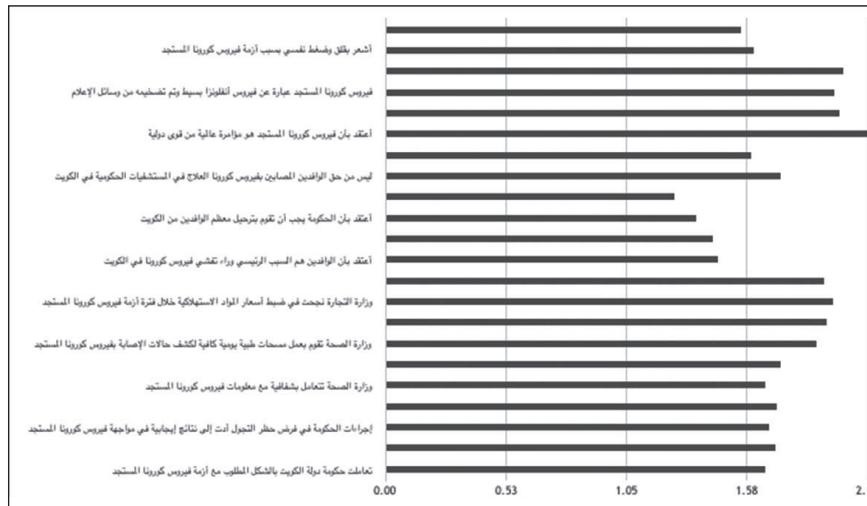 أشعر بقلق وضغط نفسي بسبب أزمة فيروس كورونا المستجد
فيروس كورونا المستجد عبارة عن فيروس أنفلونزا بسيط وتم تضخيمه من وسائل الإعلام
أعتقد بأن فيروس كورونا المستجد هو مؤامرة عالمية من قوى دولية
ليس من حق الوافدين المصابين بفيروس كورونا العلاج في المستشفيات الحكومية في الكويت
أعتقد بأن الحكومة يجب أن تقوم بترحيل معظم الوافدين من الكويت
أعتقد بأن الوافدين هم السبب الرئيسي وراء تفشي فيروس كورونا في الكويت
وزارة التجارة نجحت في ضبط أسعار المواد الاستهلاكية خلال فترة أزمة فيروس كورونا المستجد
وزارة الصحة تقوم بعمل مسحات طبية يومية كافية لكشف حالات الإصابة بفيروس كورونا المستجد
وزارة الصحة تتعامل بشفافية مع معلومات فيروس كورونا المستجد
إجراءات الحكومة في فرض حظر التجول أدت إلى نتائج إيجابية في مواجهة فيروس كورونا المستجد
تعاملت حكومة دولة الكويت بالشكل المطلوب مع أزمة فيروس كورونا المستجد
0.00 0.53 1.05 1.58 2.